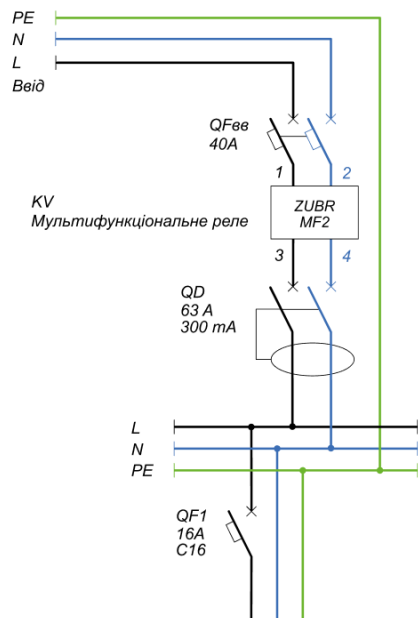 PE
N
L
Ввід
QFвв
40A
1
2
KV
Мультифункціональне реле
ZUBR
MF2
3
4
QD
63 A
300 mA
L
N
PE
QF1
16A
C16